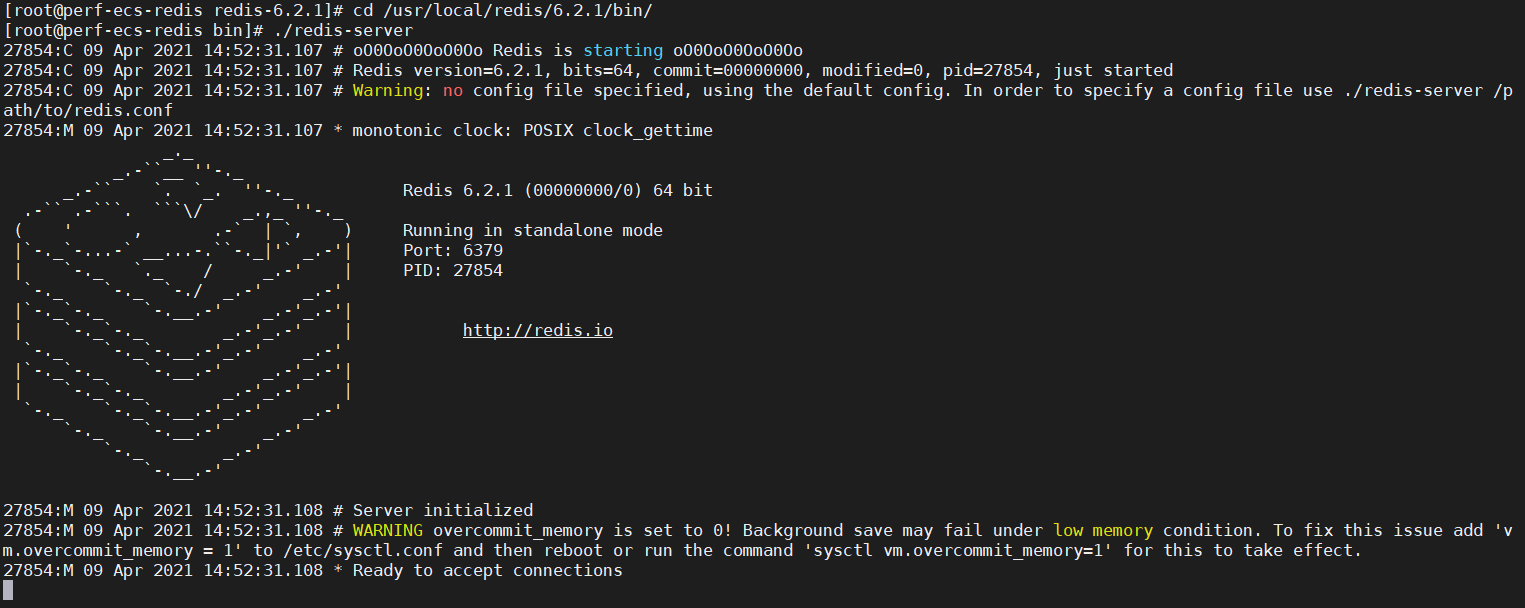 [root@perf-ecs-redis redis-6.2.1]# cd /usr/local/redis/6.2.1/bin/
[root@perf-ecs-redis bin]# ./redis-server
27854:C 09 Apr 2021 14:52:31.107 # oO0OoO0OoO0Oo Redis is starting oO0OoO0OoO0Oo
27854:C 09 Apr 2021 14:52:31.107 # Redis version=6.2.1, bits=64, commit=00000000, modified=0, pid=27854, just started
27854:C 09 Apr 2021 14:52:31.107 # Warning: no config file specified, using the default config. In order to specify a config file use ./redis-server /p
ath/to/redis.conf
27854:M 09 Apr 2021 14:52:31.107 * monotonic clock: POSIX clock_gettime
Redis 6.2.1 (00000000/0) 64 bit
Running in standalone mode
Port: 6379
PID: 27854
http://redis.io
27854:M 09 Apr 2021 14:52:31.108 # Server initialized
27854:M 09 Apr 2021 14:52:31.108 # WARNING overcommit_memory is set to 0! Background save may fail under low memory condition. To fix this issue add 'v
m.overcommit_memory = 1' to /etc/sysctl.conf and then reboot or run the command 'sysctl vm.overcommit_memory=1' for this to take effect.
27854:M 09 Apr 2021 14:52:31.108 * Ready to accept connections